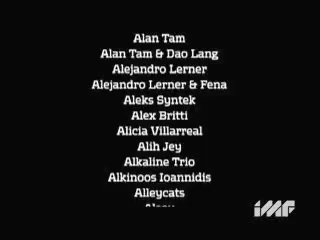 Alan Tam
Alan Tam & Dao Lang
Alejandro Lerner
Alejandro Lerner & Fena
Aleks Syntek
Alex Britti
Alicia Villarreal
Alih Jey
Alkaline Trio
Alkinoos Ioannidis
Alleycats
imf